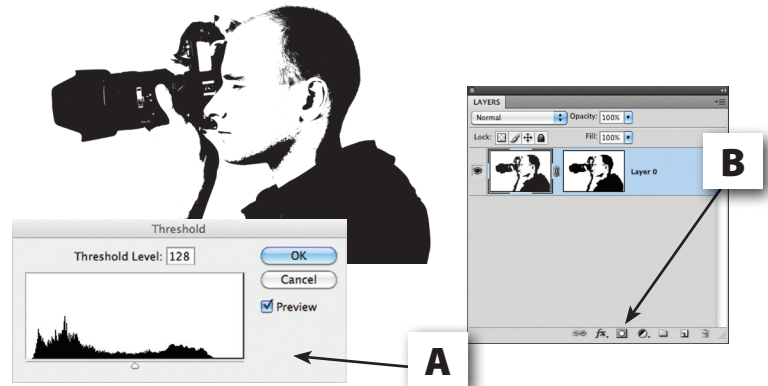 LAYERS
Normal
Opacity: 100%
Lock:
Fill: 100%
Layer 0
B
Threshold
Threshold Level: 128
OK
Cancel
Preview
A
fx.